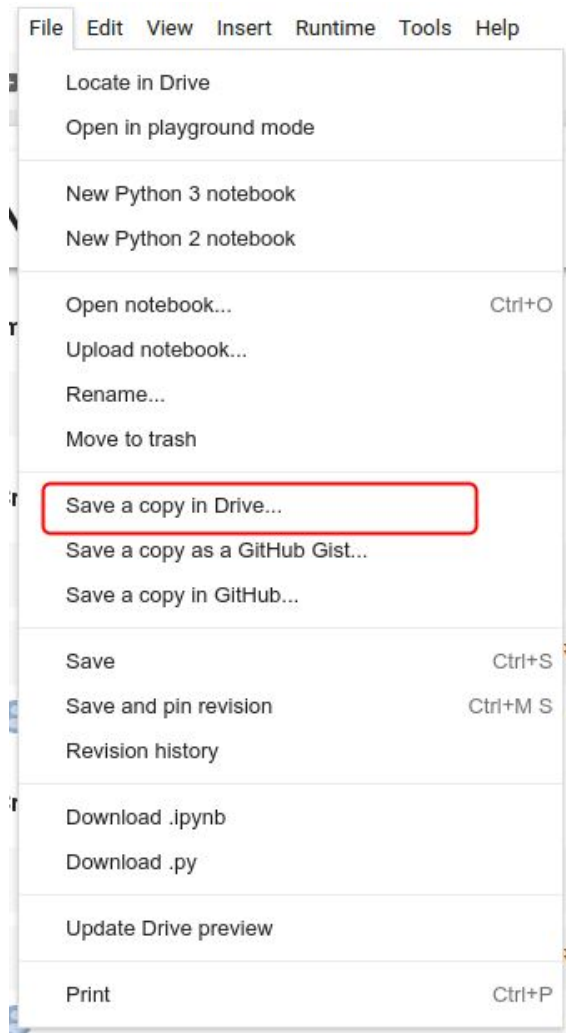 File Edit View Insert Runtime Tools Help
Locate in Drive
Open in playground mode
New Python 3 notebook
New Python 2 notebook
Open notebook... Ctrl+O
Upload notebook...
Rename...
Move to trash
Save a copy in Drive...
Save a copy as a GitHub Gist...
Save a copy in GitHub...
Save Ctrl+S
Save and pin revision Ctrl+M S
Revision history
Download .ipynb
Download .py
Update Drive preview
Print Ctrl+P